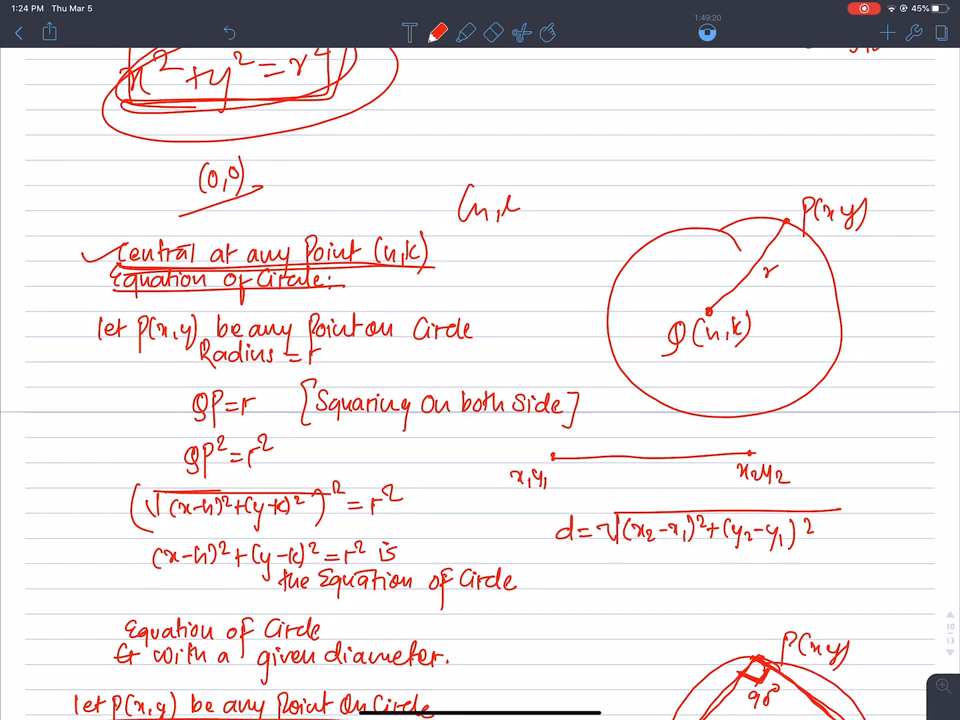 1:24 PM Thu Mar 5
1:49:20
45%
x² + y² = r²
(0,0)
Central at any Point (h,k)
Equation of Circle:
let P(x,y) be any Point on Circle
Radius = r
QP = r [Squaring On both Side]
QP² = r²
(√(x-h)²+(y-k)²)² = r²
(x-h)²+(y-k)² = r² is
the Equation of Circle
Equation of Circle
with a given diameter.
let P(x,y) be any Point On Circle
P(x y)
r
Q(h,k)
x₁y₁
x₂y₂
d = √(x₂-x₁)²+(y₂-y₁)²
P(x y)
90°